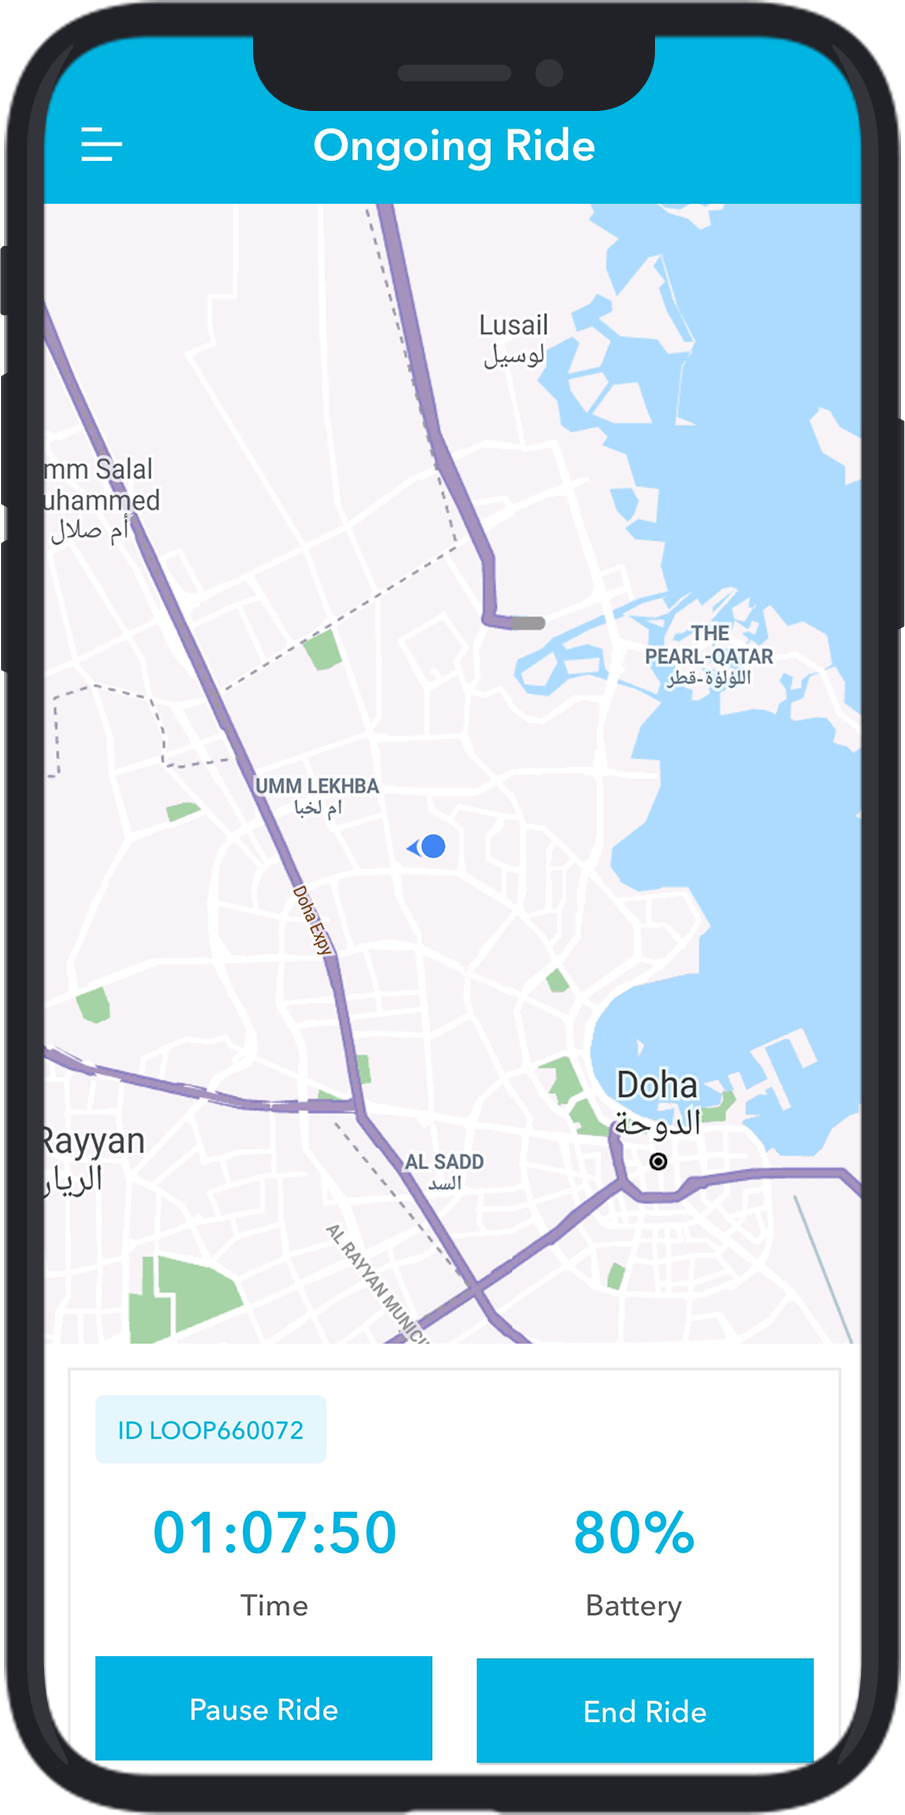 Ongoing Ride
Lusail
لوسيل
mm Salal
uhammed
أم صلال
THE
PEARL-QATAR
اللؤلؤة-قطر
UMM LEKHBA
ام لخبا
Doha Expy
Doha
الدوحة
Rayyan
الريا
AL SADD
السد
AL RAYYAN MUNICI
ID LOOP660072
01:07:50
80%
Time
Battery
Pause Ride
End Ride